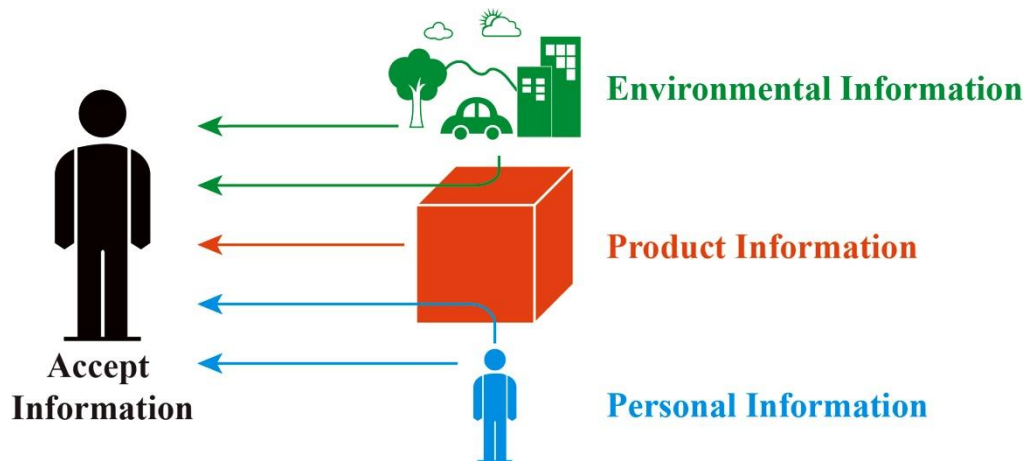 Environmental Information
Product Information
Accept
Information
Personal Information